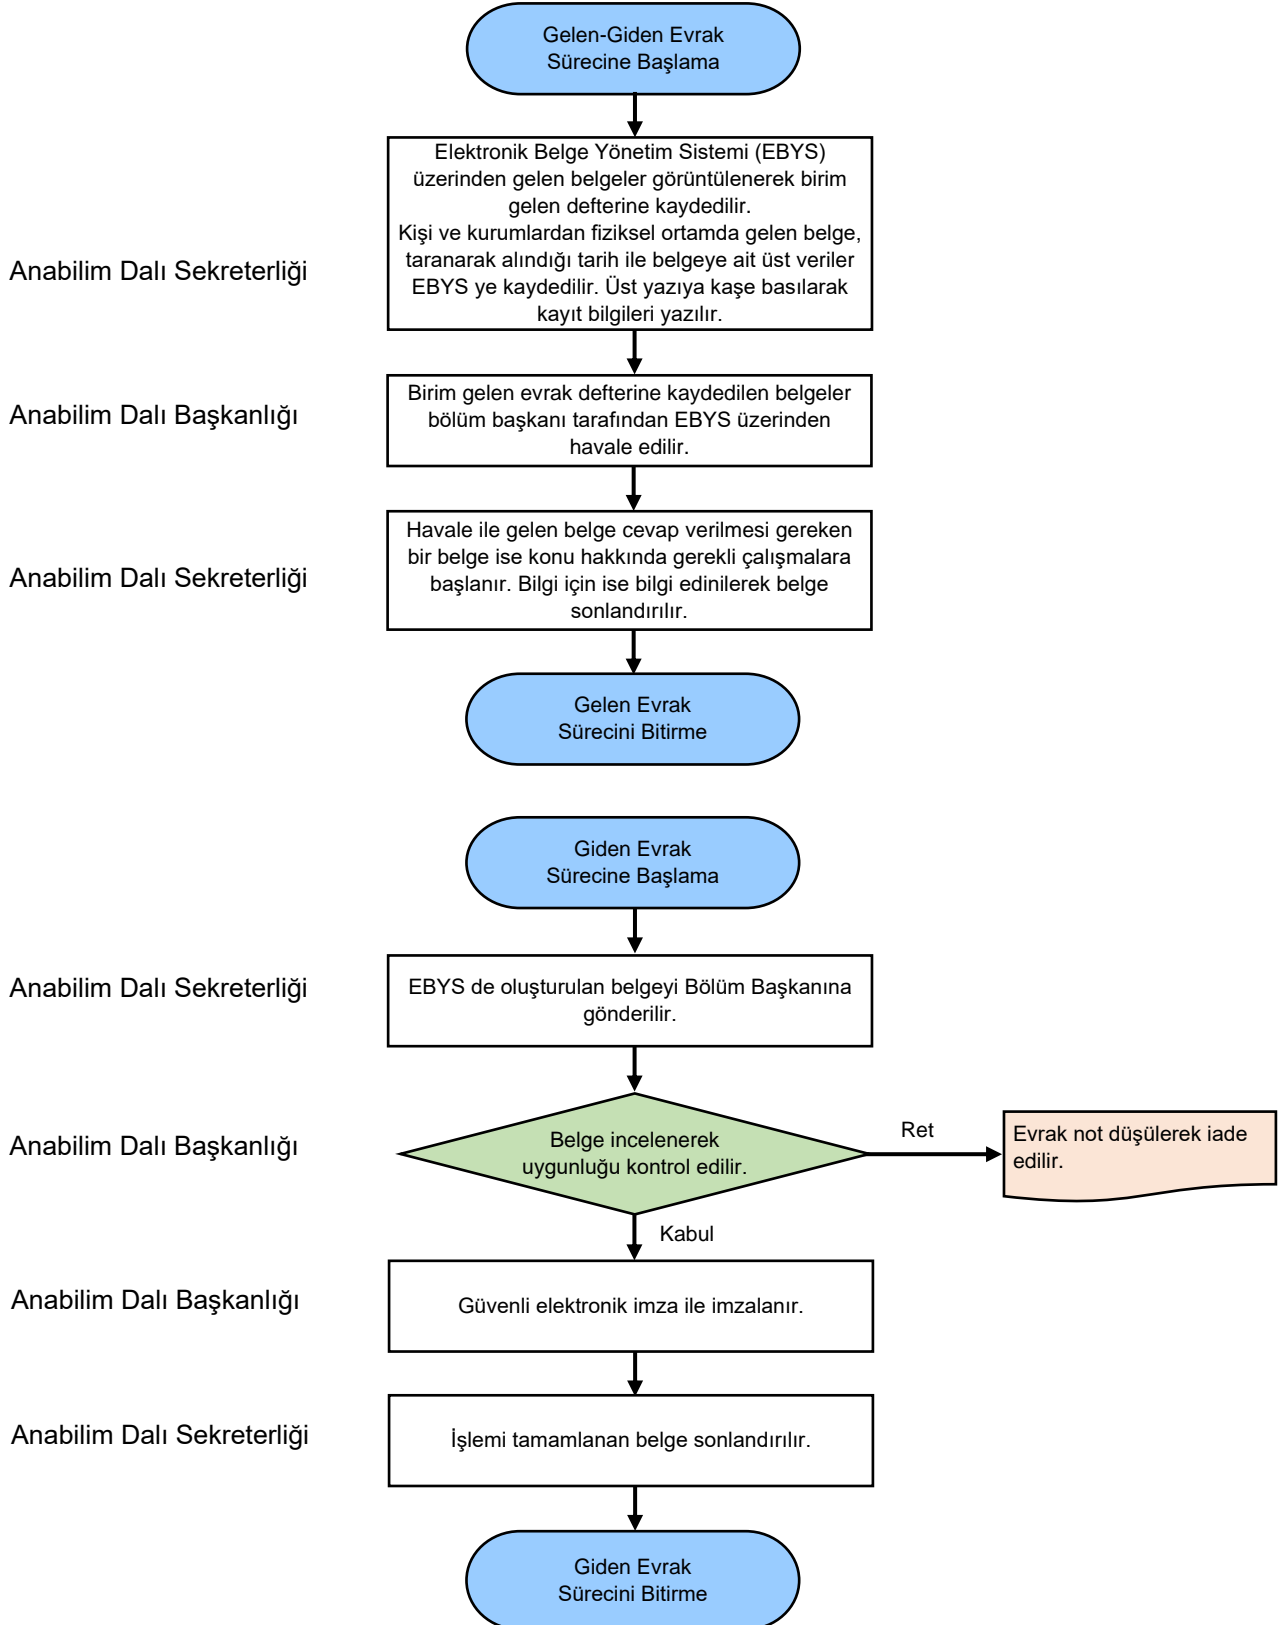 Gelen-Giden Evrak
Sürecine Başlama
Elektronik Belge Yönetim Sistemi (EBYS)
üzerinden gelen belgeler görüntülenerek birim
gelen defterine kaydedilir.
Kişi ve kurumlardan fiziksel ortamda gelen belge,
taranarak alındığı tarih ile belgeye ait üst veriler
EBYS ye kaydedilir. Üst yazıya kaşe basılarak
kayıt bilgileri yazılır.
Anabilim Dalı Sekreterliği
Birim gelen evrak defterine kaydedilen belgeler
bölüm başkanı tarafından EBYS üzerinden
havale edilir.
Anabilim Dalı Başkanlığı
Havale ile gelen belge cevap verilmesi gereken
bir belge ise konu hakkında gerekli çalışmalara
başlanır. Bilgi için ise bilgi edinilerek belge
sonlandırılır.
Anabilim Dalı Sekreterliği
Gelen Evrak
Sürecini Bitirme
Giden Evrak
Sürecine Başlama
Anabilim Dalı Sekreterliği
EBYS de oluşturulan belgeyi Bölüm Başkanına
gönderilir.
Anabilim Dalı Başkanlığı
Belge incelenerek
uygunluğu kontrol edilir.
Ret
Evrak not düşülerek iade
edilir.
Kabul
Anabilim Dalı Başkanlığı
Güvenli elektronik imza ile imzalanır.
Anabilim Dalı Sekreterliği
İşlemi tamamlanan belge sonlandırılır.
Giden Evrak
Sürecini Bitirme